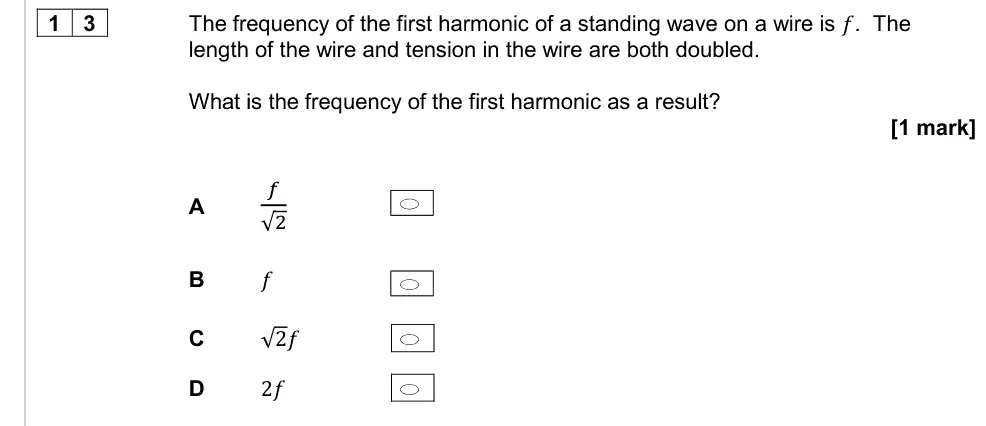 1 3 The frequency of the first harmonic of a standing wave on a wire is f. The
length of the wire and tension in the wire are both doubled.
What is the frequency of the first harmonic as a result?
[1 mark]
A f/√2
B f
C √2f
D 2f